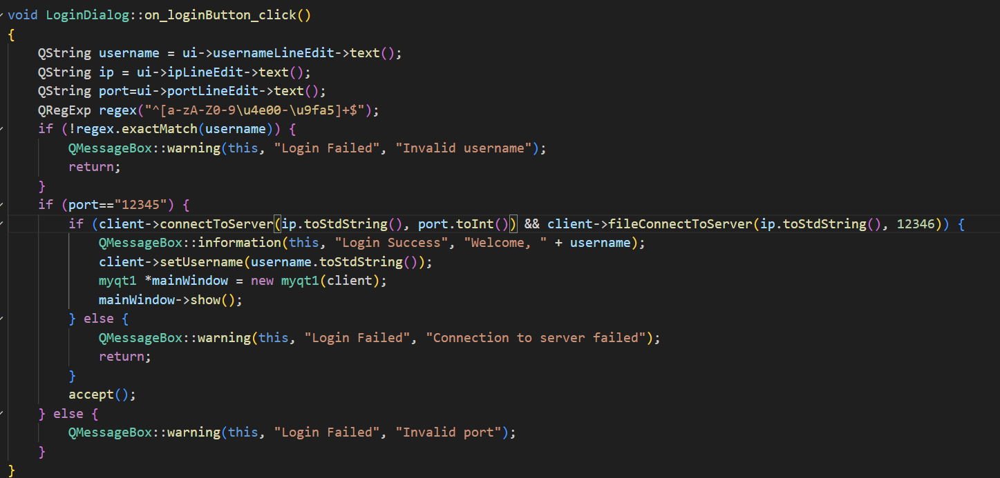 void LoginDialog::on_loginButton_click()
{
    QString username = ui->usernameLineEdit->text();
    QString ip = ui->ipLineEdit->text();
    QString port=ui->portLineEdit->text();
    QRegExp regex("^[a-zA-Z0-9\u4e00-\u9fa5]+$");
    if (!regex.exactMatch(username)) {
        QMessageBox::warning(this, "Login Failed", "Invalid username");
        return;
    }
    if (port=="12345") {
        if (client->connectToServer(ip.toStdString(), port.toInt()) && client->fileConnectToServer(ip.toStdString(), 12346)) {
            QMessageBox::information(this, "Login Success", "Welcome, " + username);
            client->setUsername(username.toStdString());
            myqt1 *mainWindow = new myqt1(client);
            mainWindow->show();
        } else {
            QMessageBox::warning(this, "Login Failed", "Connection to server failed");
            return;
        }
        accept();
    } else {
        QMessageBox::warning(this, "Login Failed", "Invalid port");
    }
}